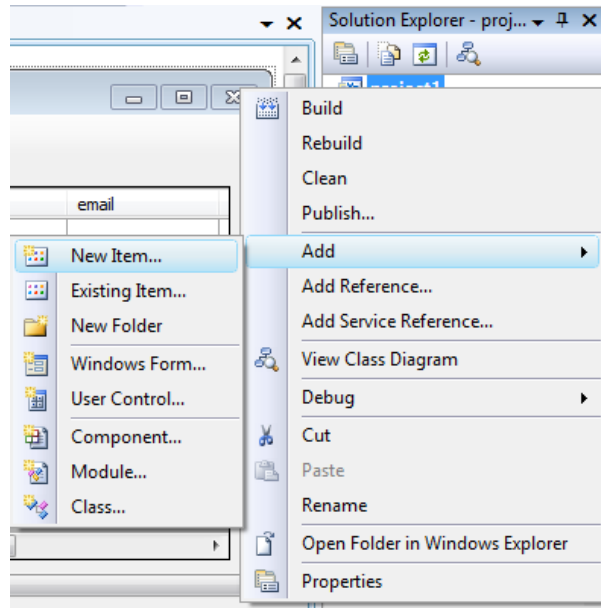 Solution Explorer - proj...
project1
Build
Rebuild
Clean
Publish...
email
Add
New Item...
Add Reference...
Existing Item...
Add Service Reference...
New Folder
View Class Diagram
Windows Form...
Debug
User Control...
Cut
Component...
Paste
Module...
Rename
Class...
Open Folder in Windows Explorer
Properties